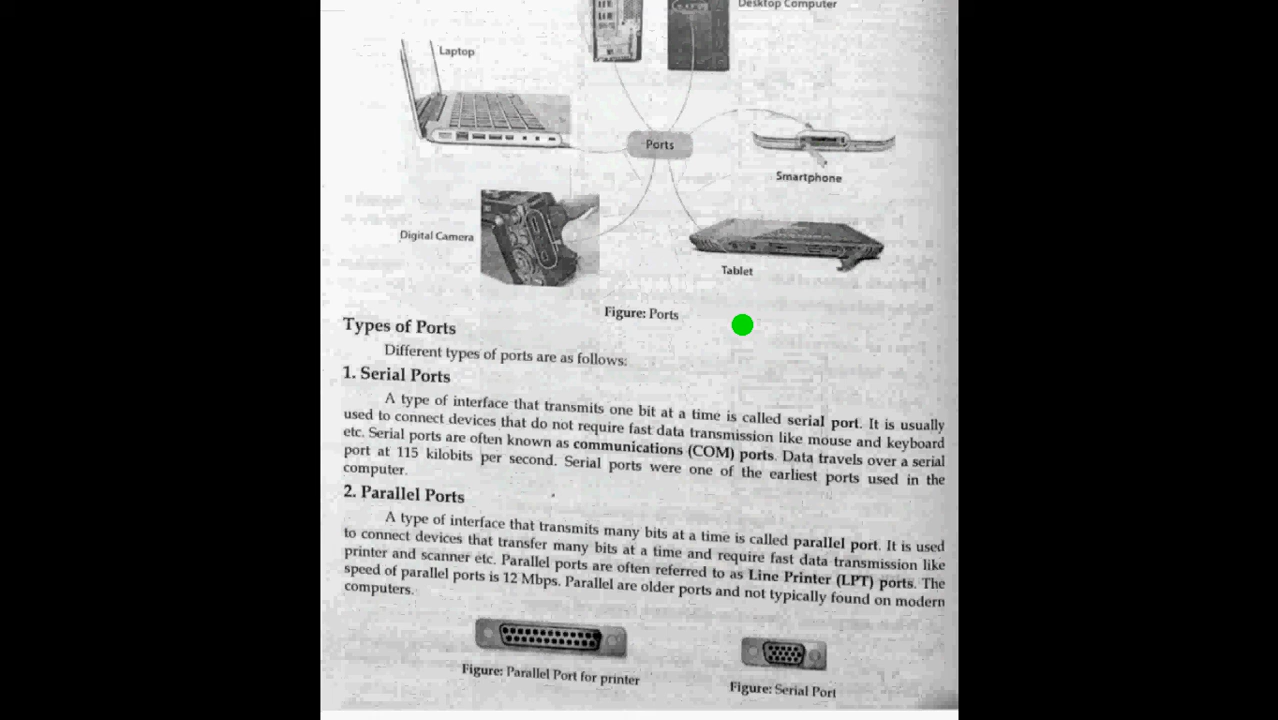 Desktop Computer
Laptop
Ports
Smartphone
Digital Camera
Tablet
Figure: Ports
Types of Ports
Different types of ports are as follows:
1. Serial Ports
A type of interface that transmits one bit at a time is called serial port. It is usually
used to connect devices that do not require fast data transmission like mouse and keyboard
etc. Serial ports are often known as communications (COM) ports. Data travels over a serial
port at 115 kilobits per second. Serial ports were one of the earliest ports used in the
computer.
2. Parallel Ports
A type of interface that transmits many bits at a time is called parallel port. It is used
to connect devices that transfer many bits at a time and require fast data transmission like
printer and scanner etc. Parallel ports are often referred to as Line Printer (LPT) ports. The
speed of parallel ports is 12 Mbps. Parallel are older ports and not typically found on modern
computers.
Figure: Parallel Port for printer
Figure: Serial Port